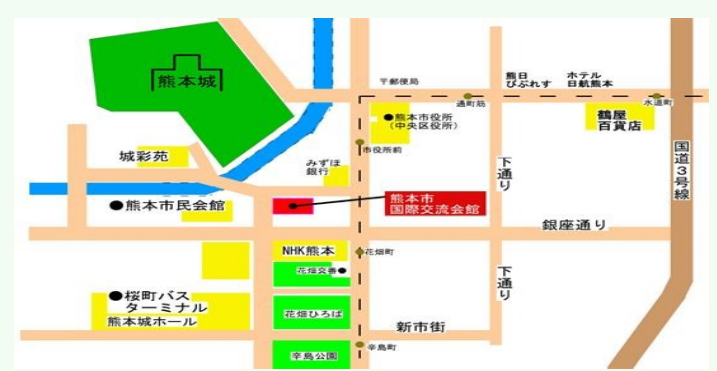 熊本城
〒郵便局
熊日
びぷれす
ホテル
日航熊本
通町筋
水道町
●熊本市役所
(中央区役所)
鶴屋
百貨店
市役所前
城彩苑
みずほ
銀行
下通り
国道3号線
●熊本市民会館
熊本市
国際交流会館
銀座通り
NHK熊本
花畑町
花畑交番●
下通り
●桜町バス
ターミナル
熊本城ホール
花畑ひろば
新市街
辛島町
辛島公園